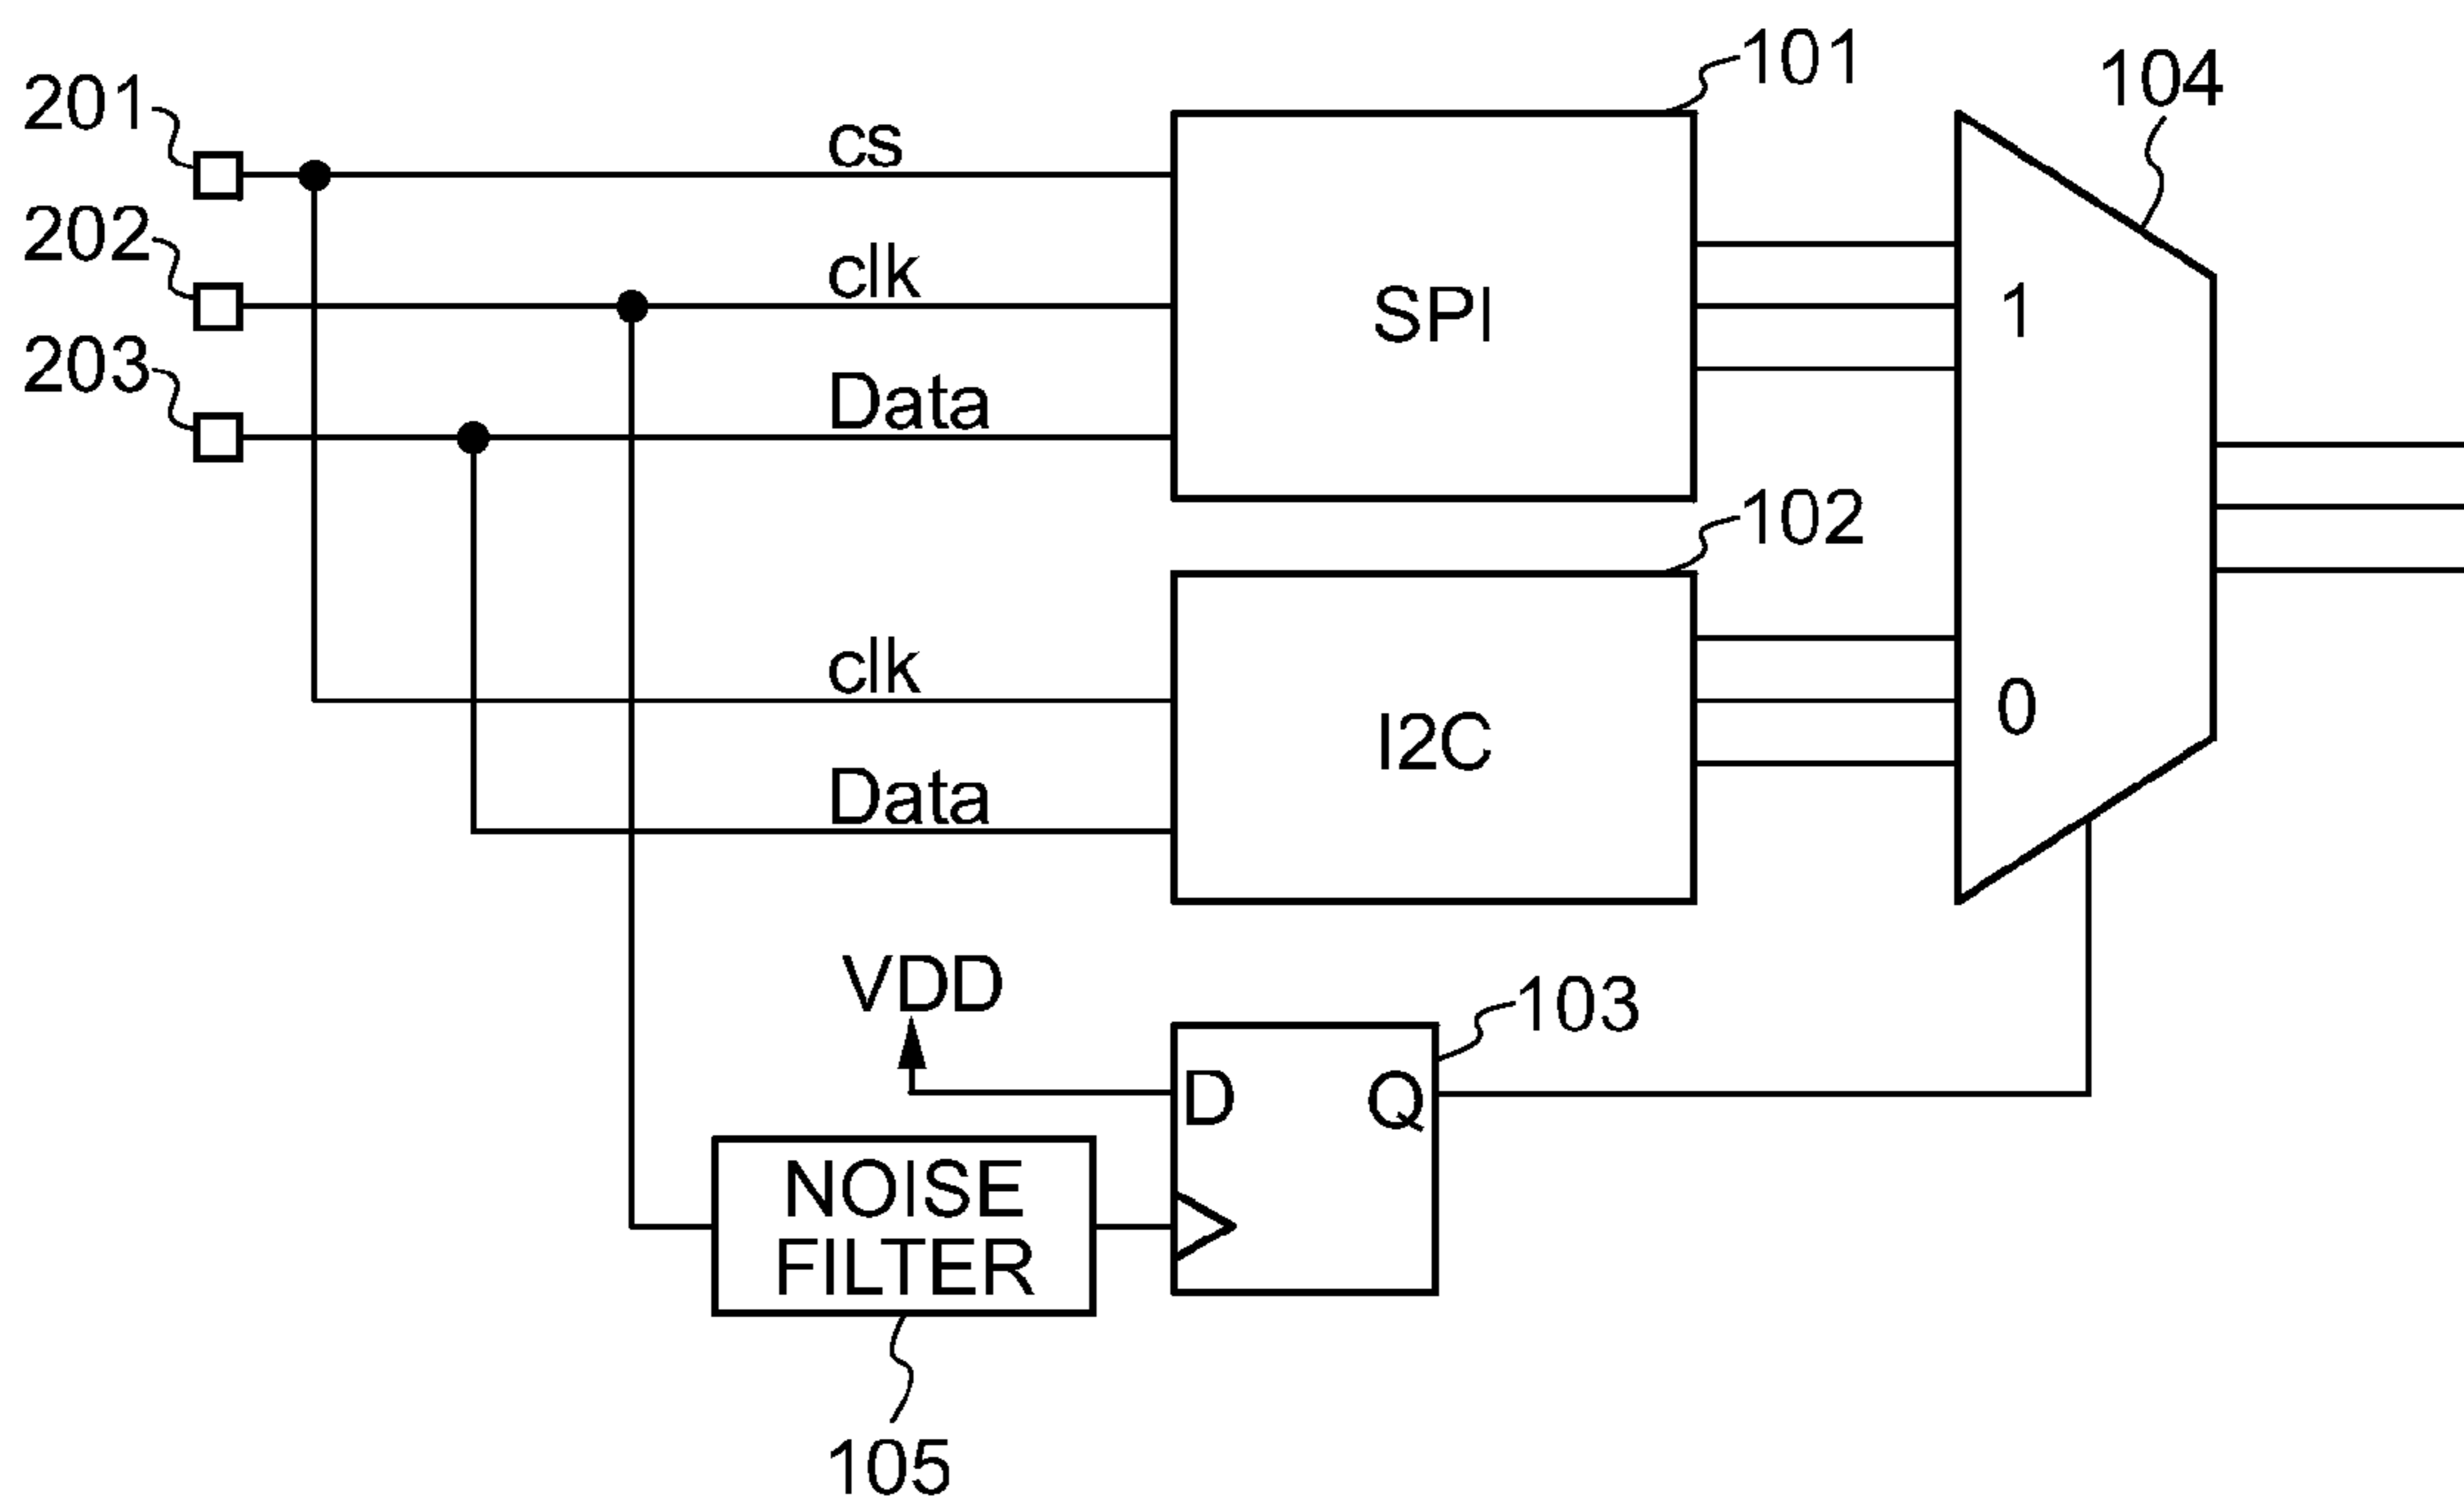 101
104
201
cs
202
clk
SPI
1
203
Data
102
clk
I2C
0
Data
VDD
103
D
Q
NOISE
FILTER
105